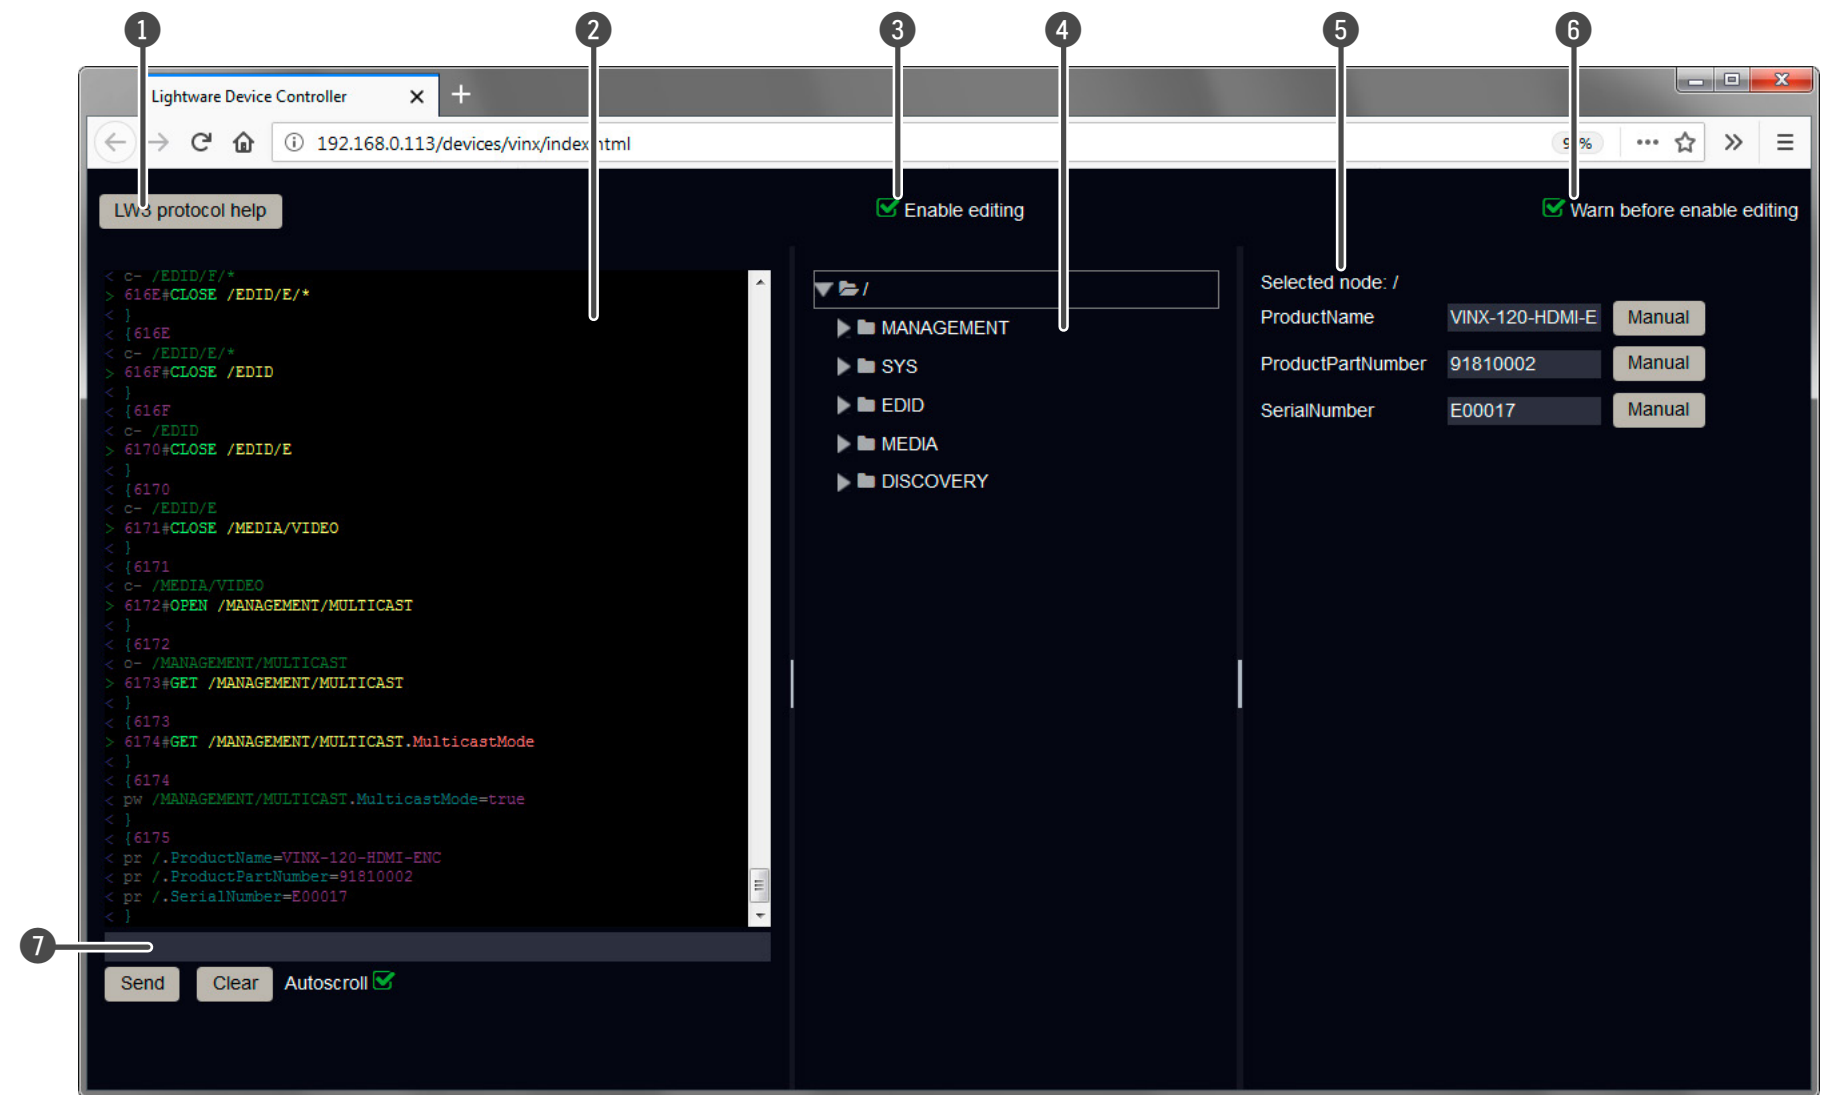 1 2 3 4 5 6
Lightware Device Controller
192.168.0.113/devices/vinx/index.html
LW3 protocol help
Enable editing
Warn before enable editing
< c- /EDID/F/*
> 616E#CLOSE /EDID/E/*
< }
< {616E
< c- /EDID/E/*
> 616F#CLOSE /EDID
< }
< {616F
< c- /EDID
> 6170#CLOSE /EDID/E
< }
< {6170
< c- /EDID/E
> 6171#CLOSE /MEDIA/VIDEO
< }
< {6171
< c- /MEDIA/VIDEO
> 6172#OPEN /MANAGEMENT/MULTICAST
< }
< {6172
< o- /MANAGEMENT/MULTICAST
> 6173#GET /MANAGEMENT/MULTICAST
< }
< {6173
> 6174#GET /MANAGEMENT/MULTICAST.MulticastMode
< }
< {6174
< pw /MANAGEMENT/MULTICAST.MulticastMode=true
< }
< {6175
< pr /.ProductName=VINX-120-HDMI-ENC
< pr /.ProductPartNumber=91810002
< pr /.SerialNumber=E00017
< }
7
Send Clear Autoscroll
/
MANAGEMENT
SYS
EDID
MEDIA
DISCOVERY
Selected node: /
ProductName VINX-120-HDMI-E Manual
ProductPartNumber 91810002 Manual
SerialNumber E00017 Manual